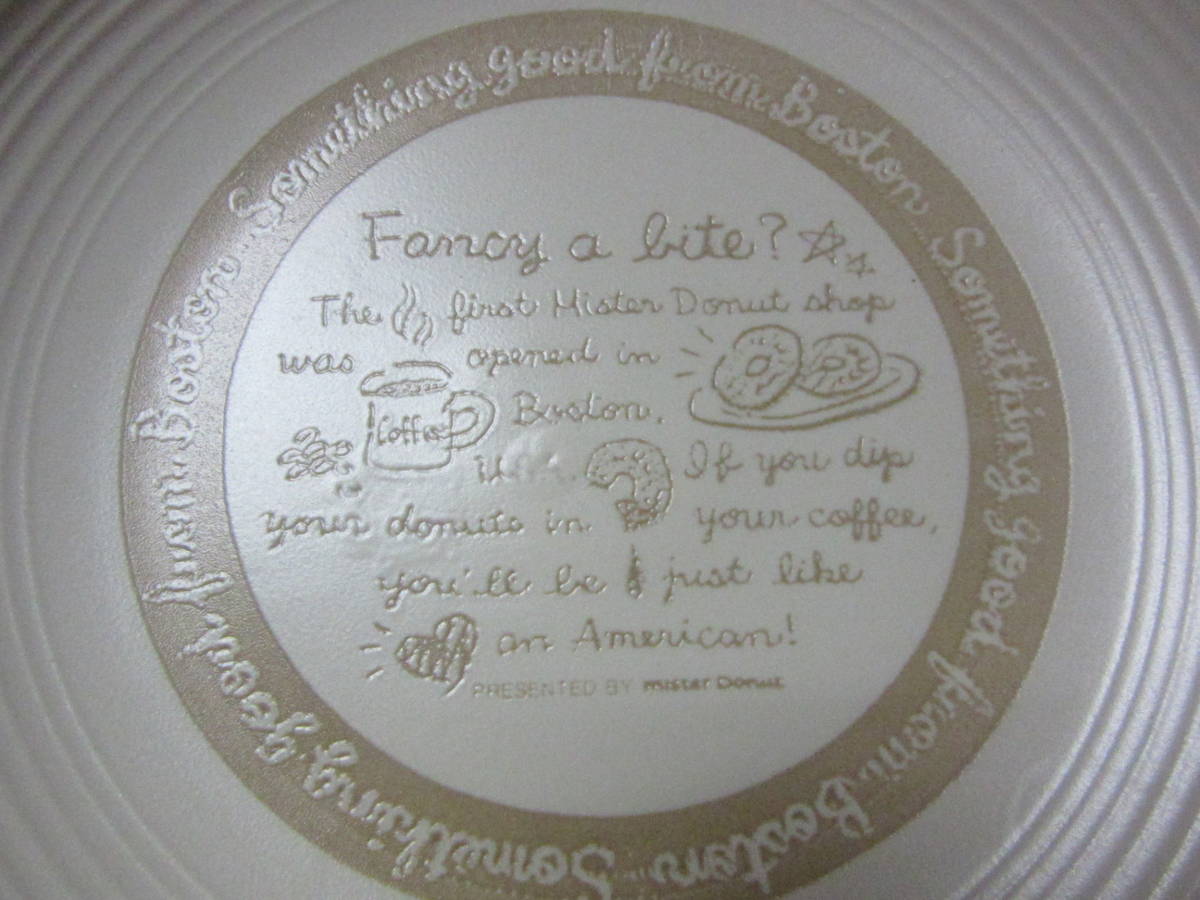 Something good from Boston Something good from Boston Something good from Boston
Fancy a bite?
The first Mister Donut shop
was opened in
Coffee Boston.
If you dip
your donuts in your coffee,
you'll be just like
an American!
PRESENTED BY mister Donut